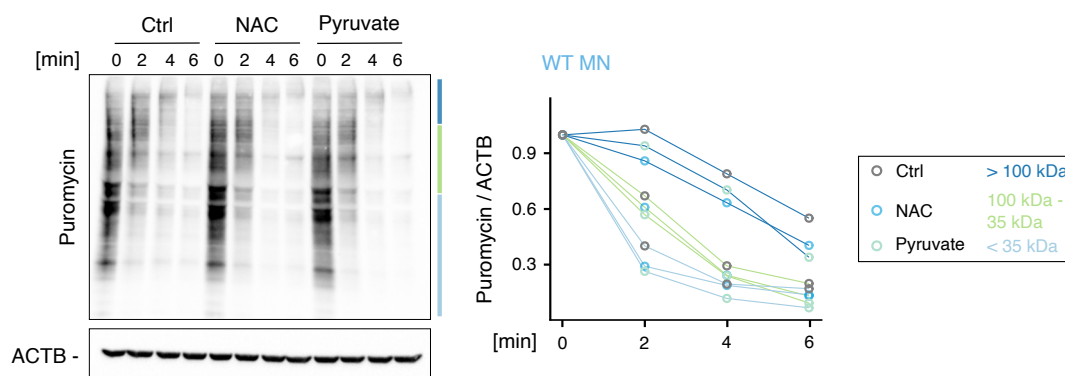 Ctrl NAC Pyruvate
[min] 0 2 4 6 0 2 4 6 0 2 4 6
Puromycin
ACTB -
WT MN
Puromycin / ACTB
0.9
0.6
0.3
[min] 0 2 4 6
Ctrl > 100 kDa
NAC 100 kDa -
35 kDa
Pyruvate < 35 kDa